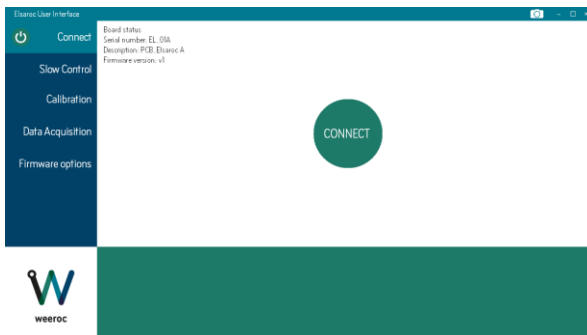 Elsaroc User Interface
Connect
Slow Control
Calibration
Data Acquisition
Firmware options
Board status
Serial number: EL_01A
Description: PCB_Elsaroc A
Firmware version: v1
CONNECT
weeroc